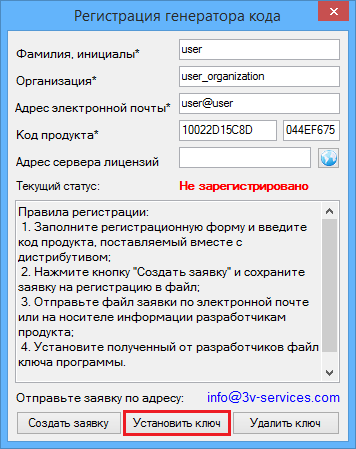 Регистрация генератора кода
Фамилия, инициалы* user
Организация* user_organization
Адрес электронной почты* user@user
Код продукта* 10022D15C8D 044EF675
Адрес сервера лицензий
Текущий статус: Не зарегистрировано
Правила регистрации:
1. Заполните регистрационную форму и введите
код продукта, поставляемый вместе с
дистрибутивом;
2. Нажмите кнопку "Создать заявку" и сохраните
заявку на регистрацию в файл;
3. Отправьте файл заявки по электронной почте
или на носителе информации разработчикам
продукта;
4. Установите полученный от разработчиков файл
ключа программы.
Отправьте заявку по адресу: info@3v-services.com
Создать заявку Установить ключ Удалить ключ